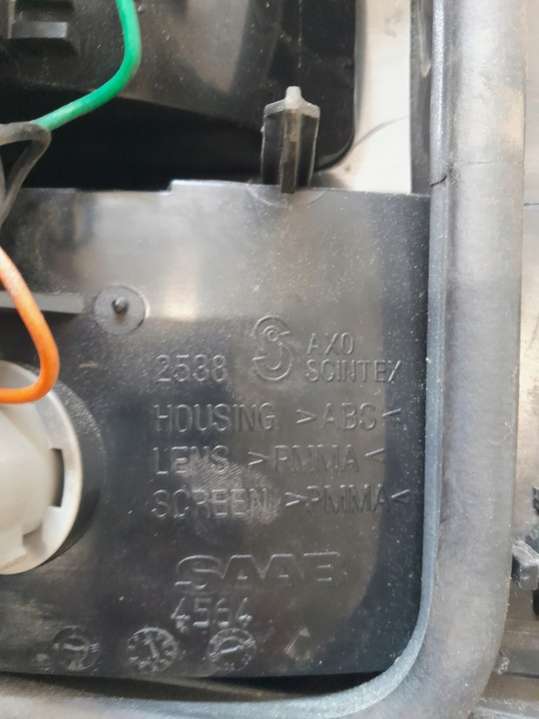 2538 AXO
SCINTEX
HOUSING >ABS<
LENS >PMMA<
SCREEN >PMMA<
SAAB
4564